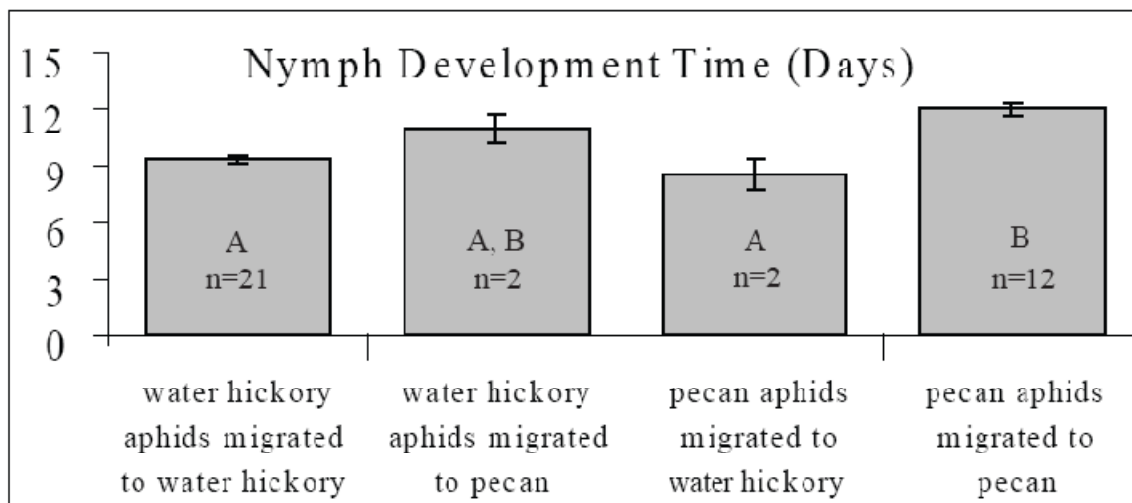 Nymph Development Time (Days)
15
12
9
6
3
0
A
n=21
A, B
n=2
A
n=2
B
n=12
water hickory
aphids migrated
to water hickory
water hickory
aphids migrated
to pecan
pecan aphids
migrated to
water hickory
pecan aphids
migrated to
pecan